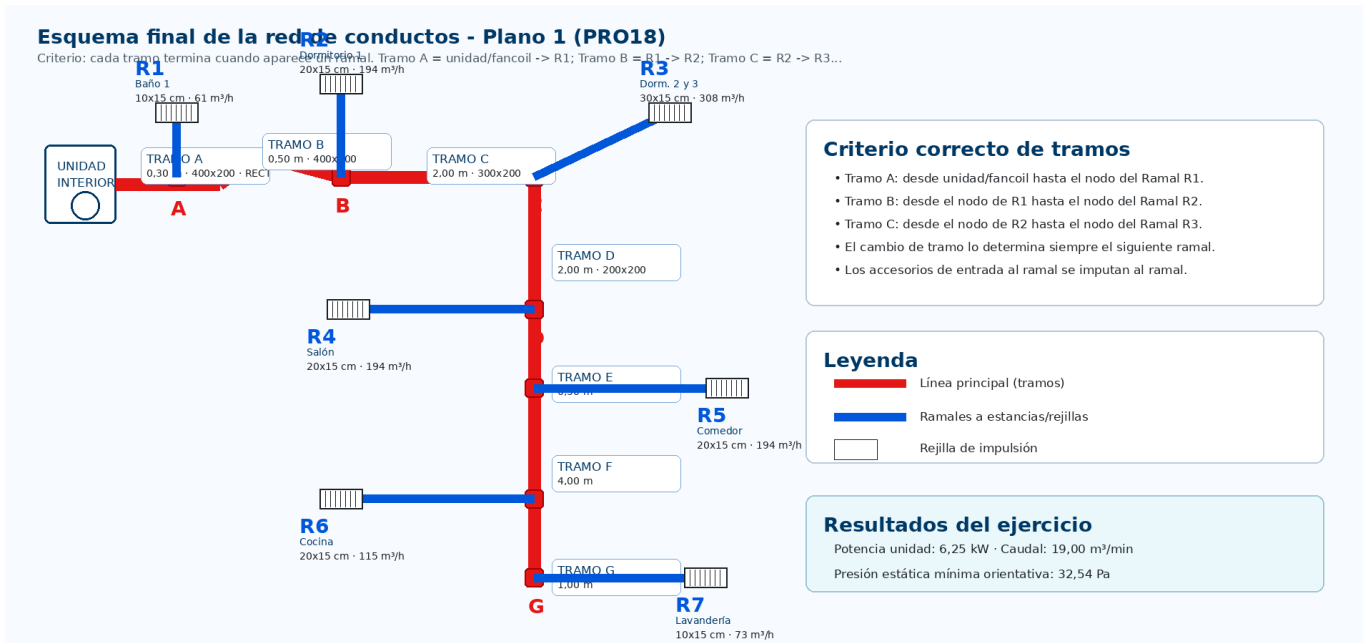 Esquema final de la red de conductos - Plano 1 (PRO18)
Criterio: cada tramo termina cuando aparece un ramal. Tramo A = unidad/fancoil -> R1; Tramo B = R1 -> R2; Tramo C = R2 -> R3...
R1
Baño 1
10x15 cm · 61 m³/h
R2
Dormitorio 1
20x15 cm · 194 m³/h
R3
Dorm. 2 y 3
30x15 cm · 308 m³/h
UNIDAD
INTERIOR
TRAMO A
0,30 · 400x200 · RECT
TRAMO B
0,50 m · 400x200
TRAMO C
2,00 m · 300x200
A
B
TRAMO D
2,00 m · 200x200
R4
Salón
20x15 cm · 194 m³/h
TRAMO E
R5
Comedor
20x15 cm · 194 m³/h
TRAMO F
4,00 m
R6
Cocina
20x15 cm · 115 m³/h
TRAMO G
1,00 m
G
R7
Lavandería
10x15 cm · 73 m³/h
Criterio correcto de tramos
• Tramo A: desde unidad/fancoil hasta el nodo del Ramal R1.
• Tramo B: desde el nodo de R1 hasta el nodo del Ramal R2.
• Tramo C: desde el nodo de R2 hasta el nodo del Ramal R3.
• El cambio de tramo lo determina siempre el siguiente ramal.
• Los accesorios de entrada al ramal se imputan al ramal.
Leyenda
Línea principal (tramos)
Ramales a estancias/rejillas
Rejilla de impulsión
Resultados del ejercicio
Potencia unidad: 6,25 kW · Caudal: 19,00 m³/min
Presión estática mínima orientativa: 32,54 Pa